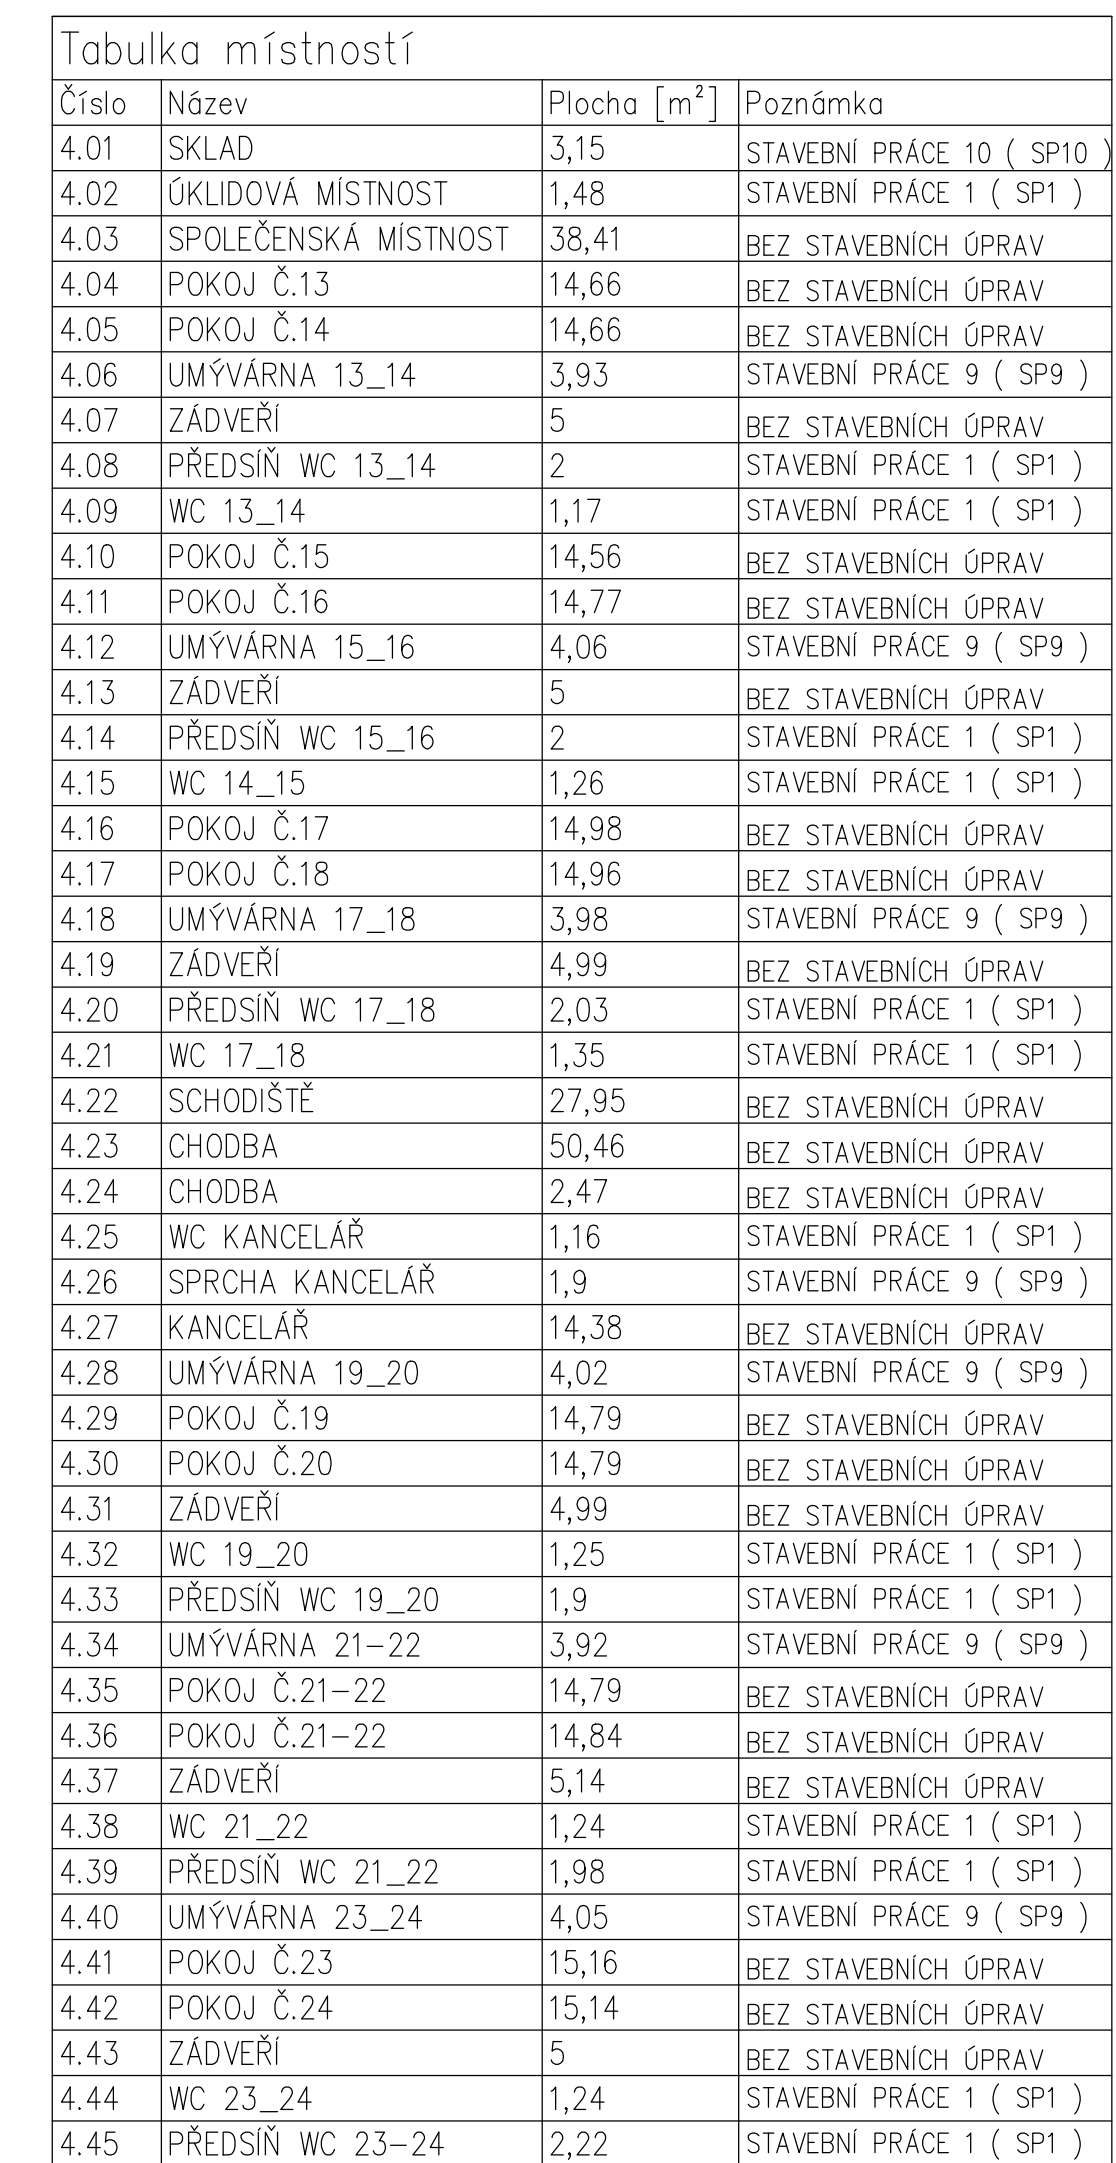 Tabulka místností
Číslo Název Plocha [m²] Poznámka
4.01 SKLAD 3,15 STAVEBNÍ PRÁCE 10 ( SP10 )
4.02 ÚKLIDOVÁ MÍSTNOST 1,48 STAVEBNÍ PRÁCE 1 ( SP1 )
4.03 SPOLEČENSKÁ MÍSTNOST 38,41 BEZ STAVEBNÍCH ÚPRAV
4.04 POKOJ Č.13 14,66 BEZ STAVEBNÍCH ÚPRAV
4.05 POKOJ Č.14 14,66 BEZ STAVEBNÍCH ÚPRAV
4.06 UMÝVÁRNA 13_14 3,93 STAVEBNÍ PRÁCE 9 ( SP9 )
4.07 ZÁDVEŘÍ 5 BEZ STAVEBNÍCH ÚPRAV
4.08 PŘEDSÍŇ WC 13_14 2 STAVEBNÍ PRÁCE 1 ( SP1 )
4.09 WC 13_14 1,17 STAVEBNÍ PRÁCE 1 ( SP1 )
4.10 POKOJ Č.15 14,56 BEZ STAVEBNÍCH ÚPRAV
4.11 POKOJ Č.16 14,77 BEZ STAVEBNÍCH ÚPRAV
4.12 UMÝVÁRNA 15_16 4,06 STAVEBNÍ PRÁCE 9 ( SP9 )
4.13 ZÁDVEŘÍ 5 BEZ STAVEBNÍCH ÚPRAV
4.14 PŘEDSÍŇ WC 15_16 2 STAVEBNÍ PRÁCE 1 ( SP1 )
4.15 WC 14_15 1,26 STAVEBNÍ PRÁCE 1 ( SP1 )
4.16 POKOJ Č.17 14,98 BEZ STAVEBNÍCH ÚPRAV
4.17 POKOJ Č.18 14,96 BEZ STAVEBNÍCH ÚPRAV
4.18 UMÝVÁRNA 17_18 3,98 STAVEBNÍ PRÁCE 9 ( SP9 )
4.19 ZÁDVEŘÍ 4,99 BEZ STAVEBNÍCH ÚPRAV
4.20 PŘEDSÍŇ WC 17_18 2,03 STAVEBNÍ PRÁCE 1 ( SP1 )
4.21 WC 17_18 1,35 STAVEBNÍ PRÁCE 1 ( SP1 )
4.22 SCHODIŠTĚ 27,95 BEZ STAVEBNÍCH ÚPRAV
4.23 CHODBA 50,46 BEZ STAVEBNÍCH ÚPRAV
4.24 CHODBA 2,47 BEZ STAVEBNÍCH ÚPRAV
4.25 WC KANCELÁŘ 1,16 STAVEBNÍ PRÁCE 1 ( SP1 )
4.26 SPRCHA KANCELÁŘ 1,9 STAVEBNÍ PRÁCE 9 ( SP9 )
4.27 KANCELÁŘ 14,38 BEZ STAVEBNÍCH ÚPRAV
4.28 UMÝVÁRNA 19_20 4,02 STAVEBNÍ PRÁCE 9 ( SP9 )
4.29 POKOJ Č.19 14,79 BEZ STAVEBNÍCH ÚPRAV
4.30 POKOJ Č.20 14,79 BEZ STAVEBNÍCH ÚPRAV
4.31 ZÁDVEŘÍ 4,99 BEZ STAVEBNÍCH ÚPRAV
4.32 WC 19_20 1,25 STAVEBNÍ PRÁCE 1 ( SP1 )
4.33 PŘEDSÍŇ WC 19_20 1,9 STAVEBNÍ PRÁCE 1 ( SP1 )
4.34 UMÝVÁRNA 21-22 3,92 STAVEBNÍ PRÁCE 9 ( SP9 )
4.35 POKOJ Č.21-22 14,79 BEZ STAVEBNÍCH ÚPRAV
4.36 POKOJ Č.21-22 14,84 BEZ STAVEBNÍCH ÚPRAV
4.37 ZÁDVEŘÍ 5,14 BEZ STAVEBNÍCH ÚPRAV
4.38 WC 21_22 1,24 STAVEBNÍ PRÁCE 1 ( SP1 )
4.39 PŘEDSÍŇ WC 21_22 1,98 STAVEBNÍ PRÁCE 1 ( SP1 )
4.40 UMÝVÁRNA 23_24 4,05 STAVEBNÍ PRÁCE 9 ( SP9 )
4.41 POKOJ Č.23 15,16 BEZ STAVEBNÍCH ÚPRAV
4.42 POKOJ Č.24 15,14 BEZ STAVEBNÍCH ÚPRAV
4.43 ZÁDVEŘÍ 5 BEZ STAVEBNÍCH ÚPRAV
4.44 WC 23_24 1,24 STAVEBNÍ PRÁCE 1 ( SP1 )
4.45 PŘEDSÍŇ WC 23-24 2,22 STAVEBNÍ PRÁCE 1 ( SP1 )